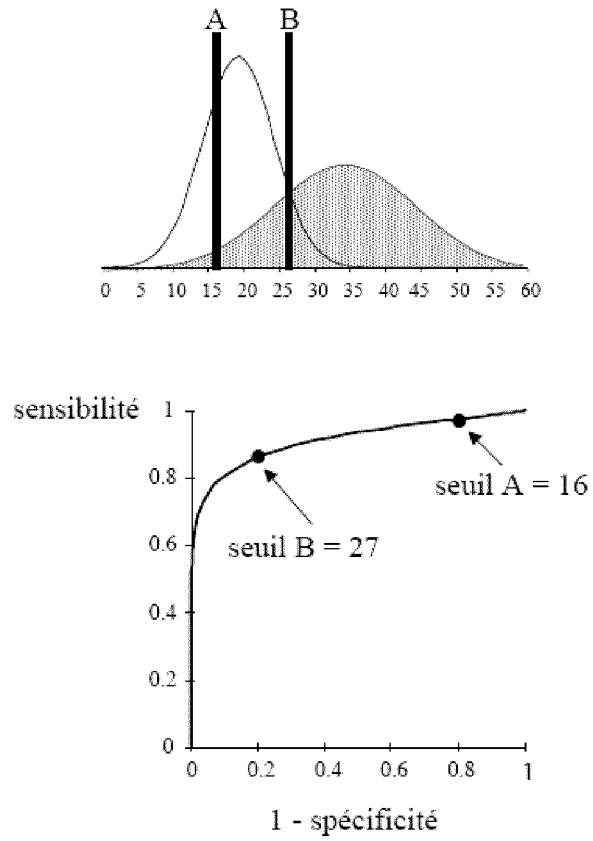 A B
0 5 10 15 20 25 30 35 40 45 50 55 60
sensibilité 1
0.8
seuil A = 16
seuil B = 27
0.6
0.4
0.2
0
0 0.2 0.4 0.6 0.8 1
1 - spécificité